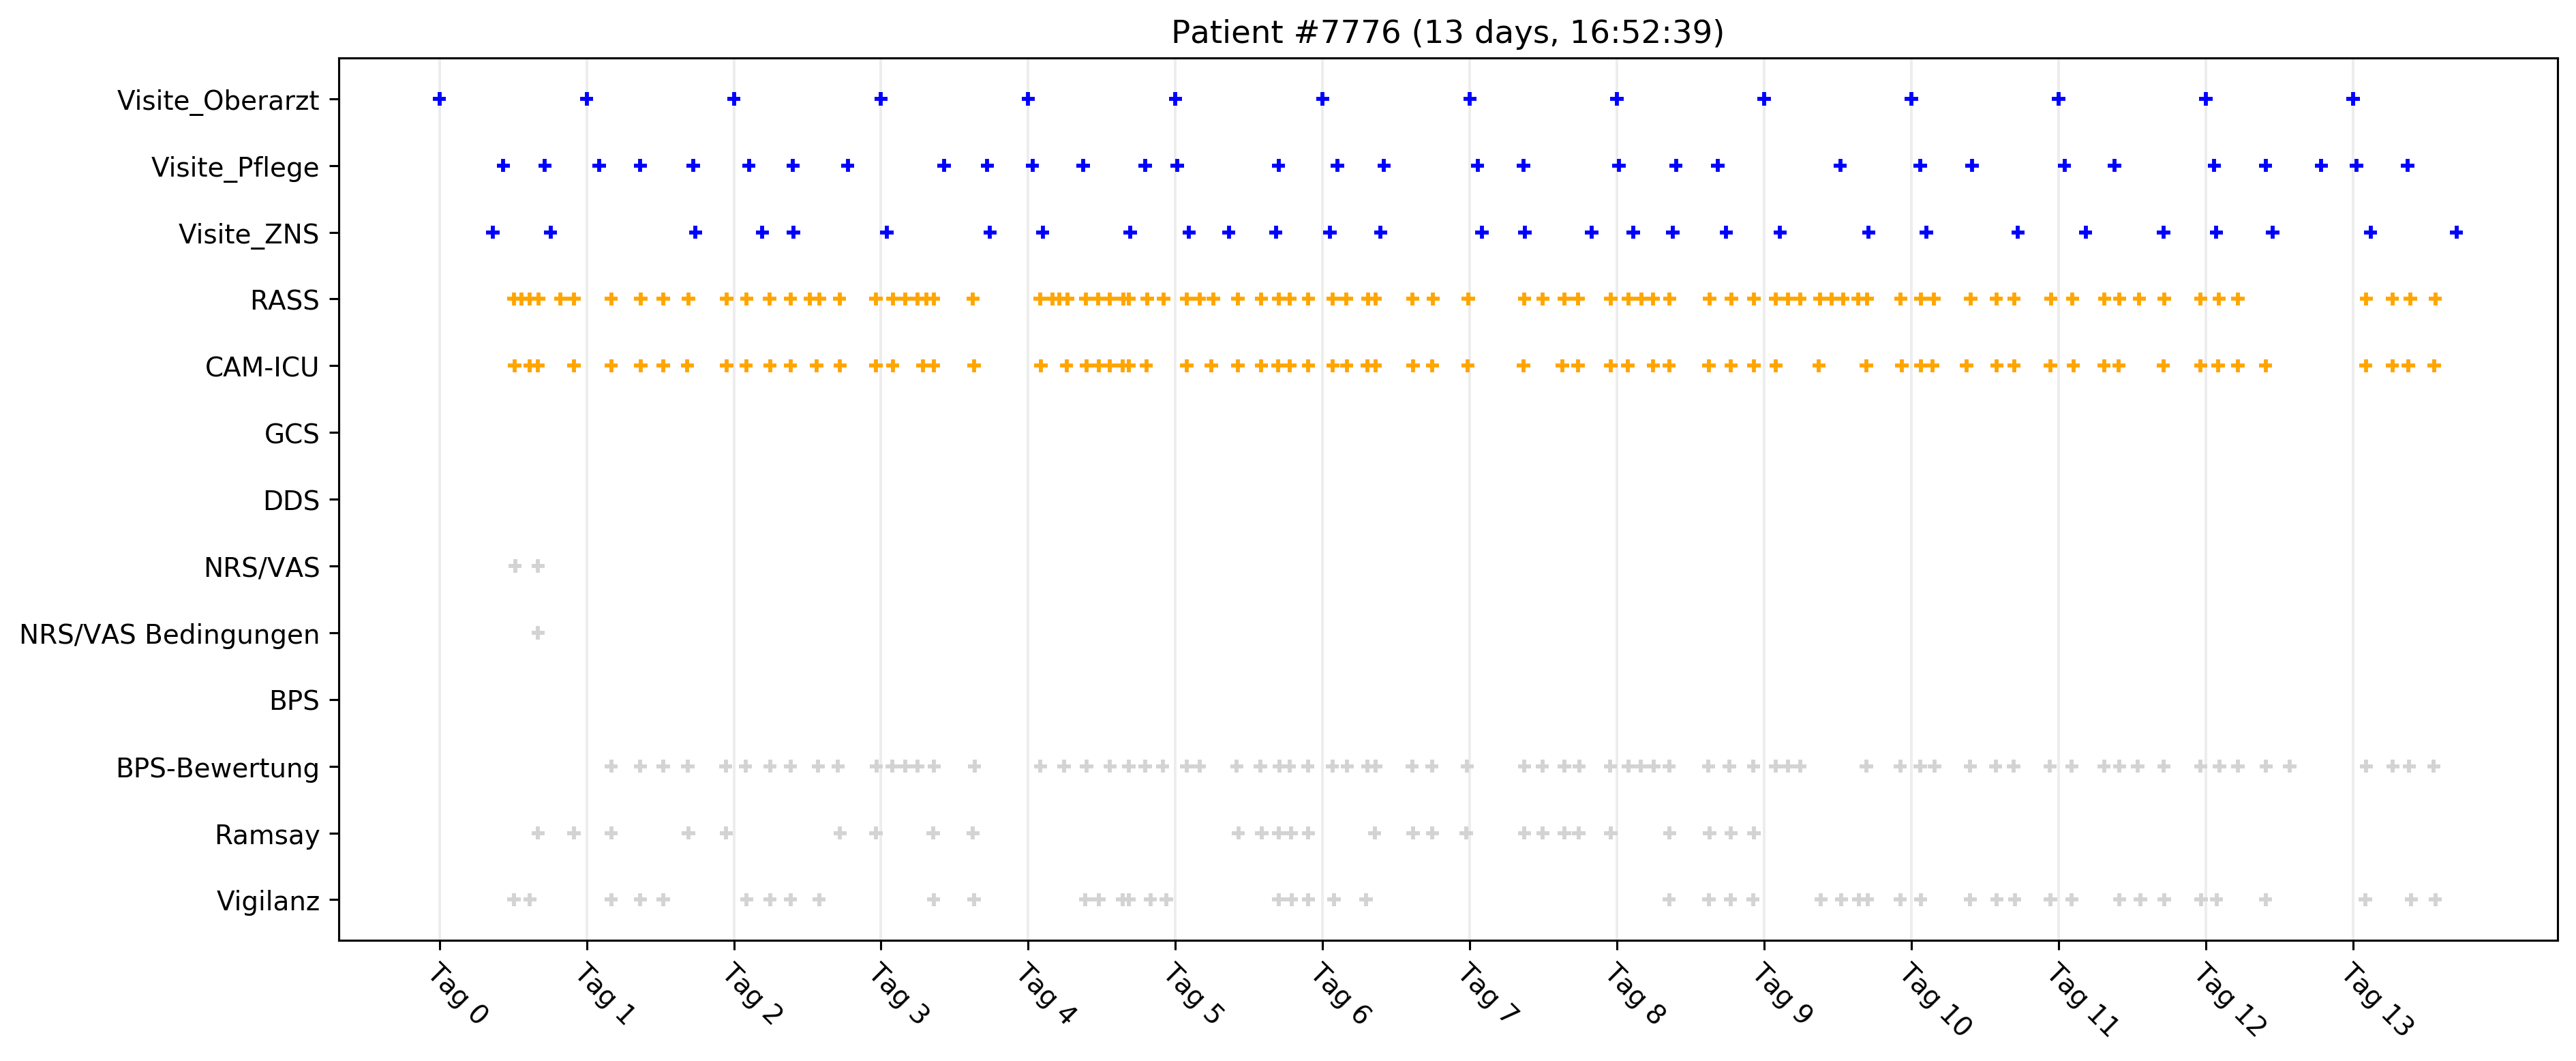 Patient #7776 (13 days, 16:52:39)
Visite_Oberarzt
Visite_Pflege
Visite_ZNS
RASS
CAM-ICU
GCS
DDS
NRS/VAS
NRS/VAS Bedingungen
BPS
BPS-Bewertung
Ramsay
Vigilanz
Tag 0
Tag 1
Tag 2
Tag 3
Tag 4
Tag 5
Tag 6
Tag 7
Tag 8
Tag 9
Tag 10
Tag 11
Tag 12
Tag 13